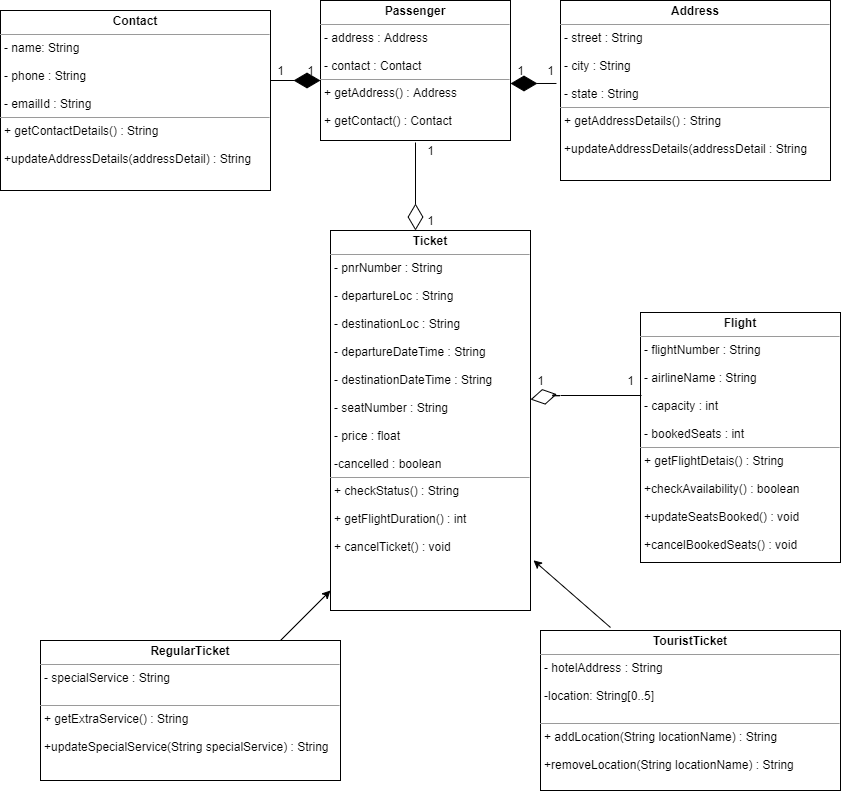 Contact
- name: String
- phone : String
- emailId : String
+ getContactDetails() : String
+updateAddressDetails(addressDetail) : String
1
1
Passenger
- address : Address
- contact : Contact
+ getAddress() : Address
+ getContact() : Contact
1
1
Address
- street : String
- city : String
- state : String
+ getAddressDetails() : String
+updateAddressDetails(addressDetail : String
1
1
Ticket
- pnrNumber : String
- departureLoc : String
- destinationLoc : String
- departureDateTime : String
- destinationDateTime : String
- seatNumber : String
- price : float
-cancelled : boolean
+ checkStatus() : String
+ getFlightDuration() : int
+ cancelTicket() : void
1
1
Flight
- flightNumber : String
- airlineName : String
- capacity : int
- bookedSeats : int
+ getFlightDetais() : String
+checkAvailability() : boolean
+updateSeatsBooked() : void
+cancelBookedSeats() : void
RegularTicket
- specialService : String
+ getExtraService() : String
+updateSpecialService(String specialService) : String
TouristTicket
- hotelAddress : String
-location: String[0..5]
+ addLocation(String locationName) : String
+removeLocation(String locationName) : String